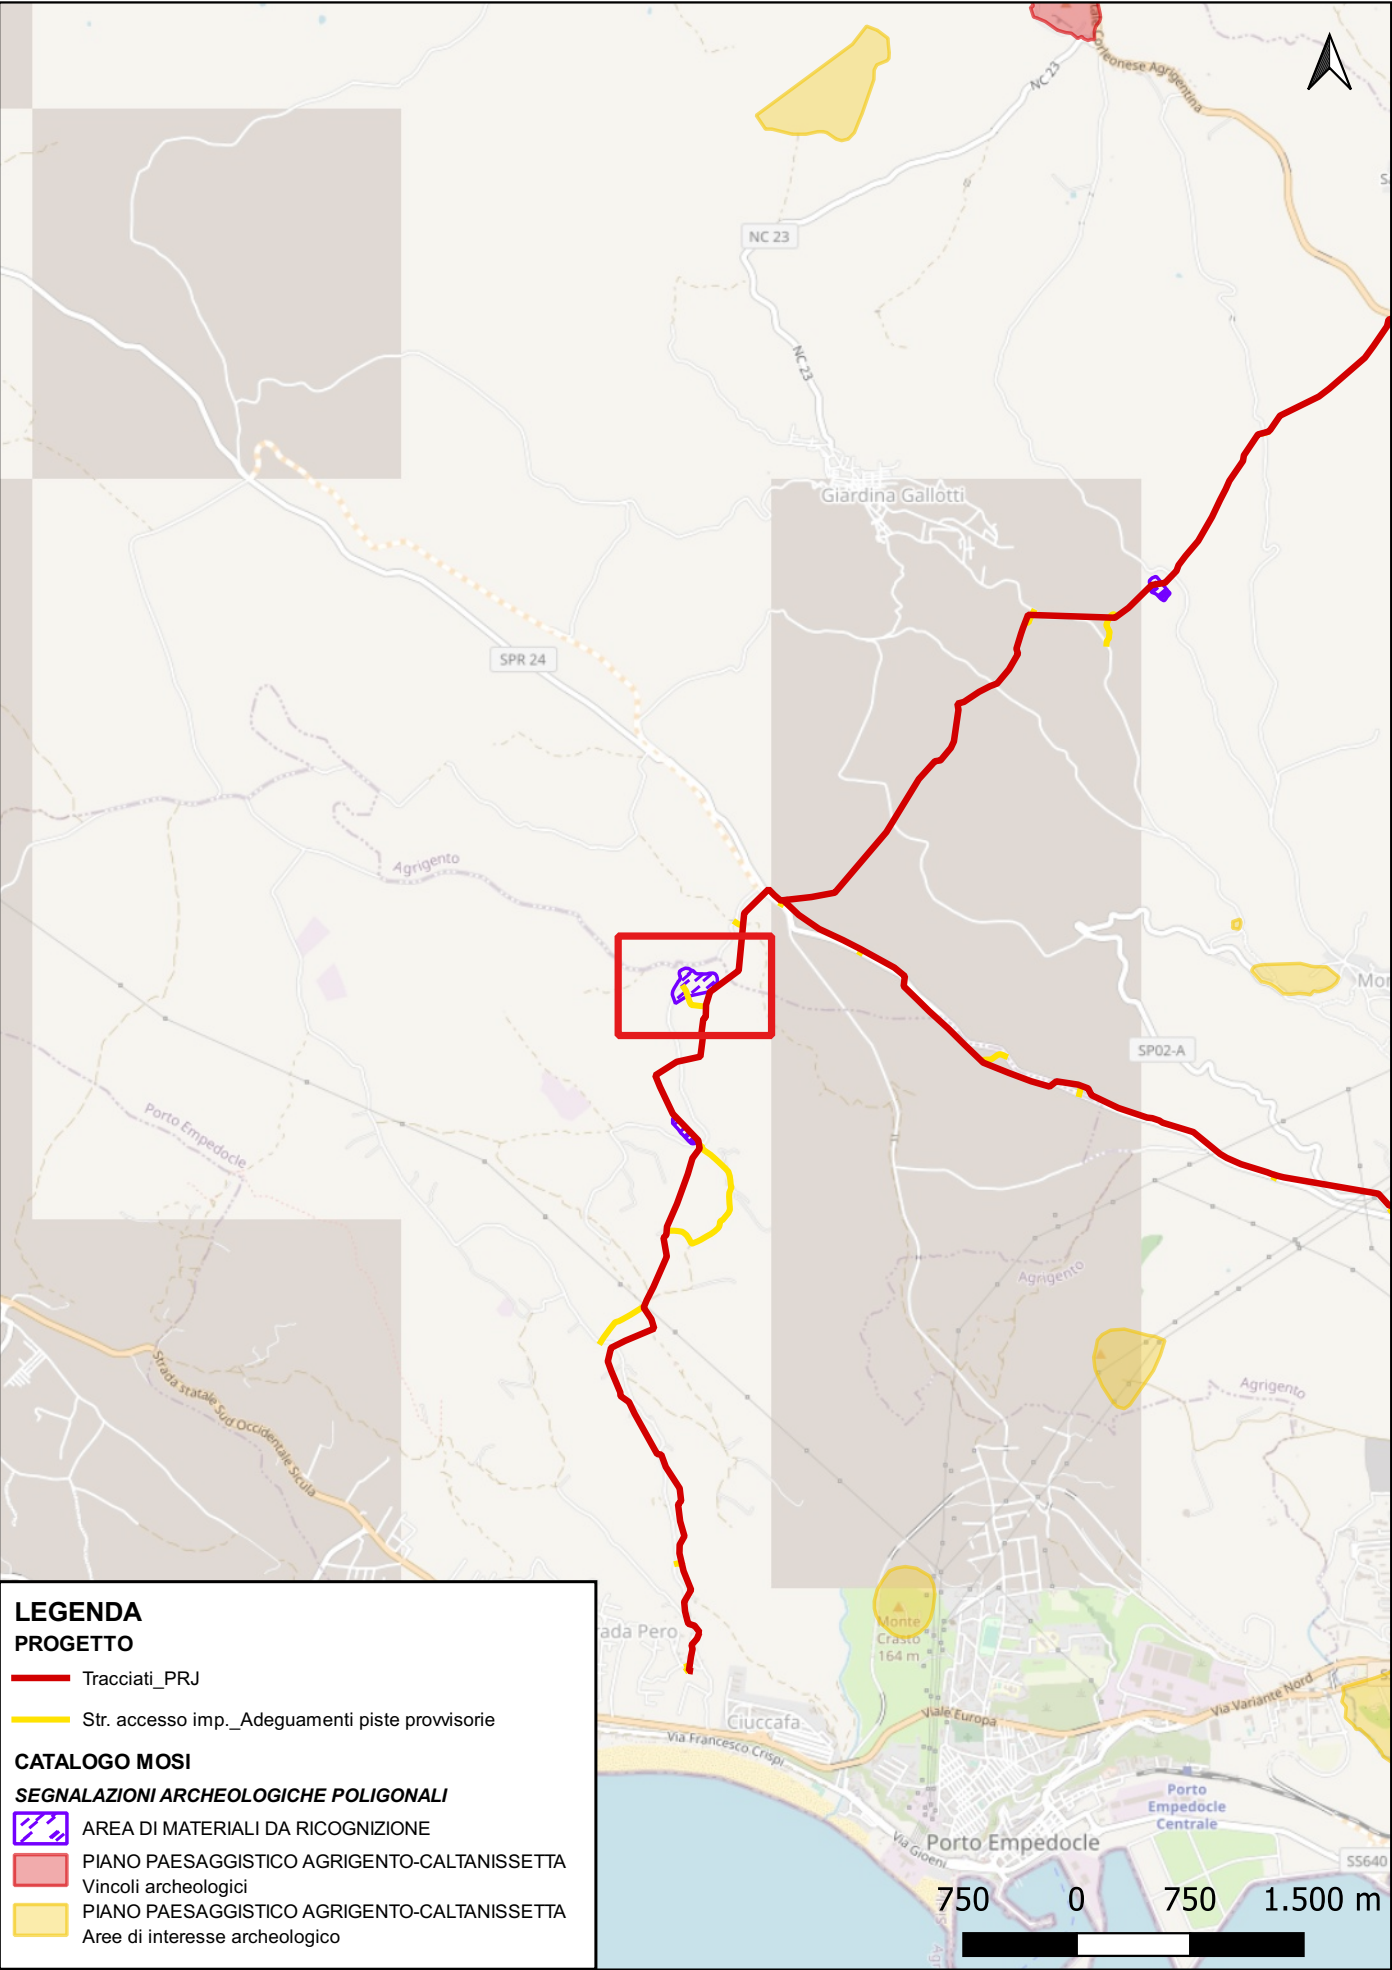 Corleonese Agrigentina
NC 23
NC 23
NC 23
Giardina Gallotti
SPR 24
Agrigento
SP02-A
Porto Empedocle
Agrigento
Agrigento
Strada statale Sud Occidentale Sicula
Monte
Crasto
164 m
Ciuccafa
Via Francesco Crispi
Viale Europa
Via Variante Nord
Via Gioeni
Porto
Empedocle
Centrale
Porto Empedocle
SS640
750 0 750 1.500 m
LEGENDA
PROGETTO
Tracciati_PRJ
Str. accesso imp._Adeguamenti piste provvisorie
CATALOGO MOSI
SEGNALAZIONI ARCHEOLOGICHE POLIGONALI
AREA DI MATERIALI DA RICOGNIZIONE
PIANO PAESAGGISTICO AGRIGENTO-CALTANISSETTA
Vincoli archeologici
PIANO PAESAGGISTICO AGRIGENTO-CALTANISSETTA
Aree di interesse archeologico